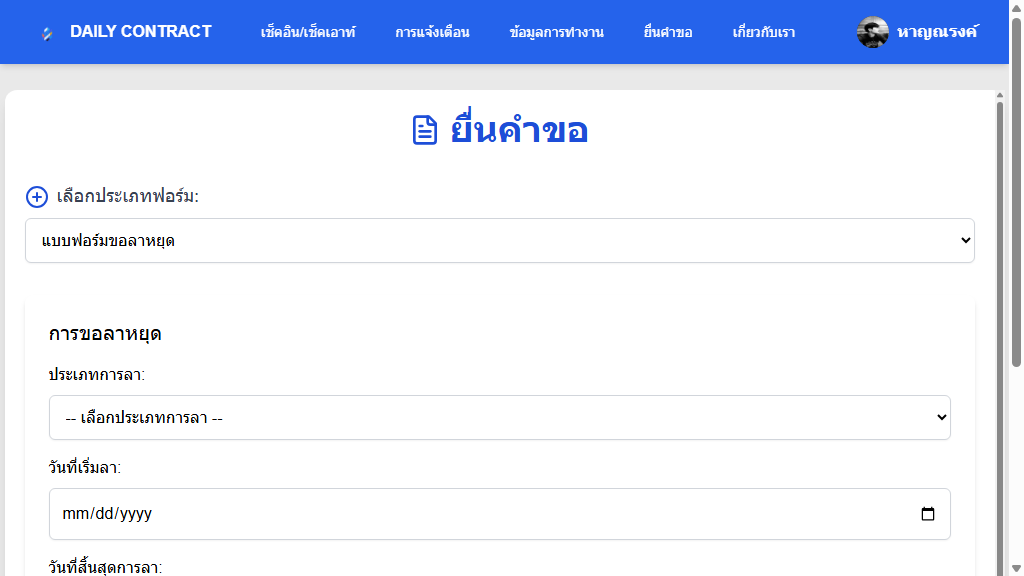 DAILY CONTRACT เช็คอิน/เช็คเอาท์ การแจ้งเตือน ข้อมูลการทำงาน ยื่นคำขอ เกี่ยวกับเรา หาญณรงค์
ยื่นคำขอ
เลือกประเภทฟอร์ม:
แบบฟอร์มขอลาหยุด
การขอลาหยุด
ประเภทการลา:
-- เลือกประเภทการลา --
วันที่เริ่มลา:
mm/dd/yyyy
วันที่สิ้นสุดการลา: